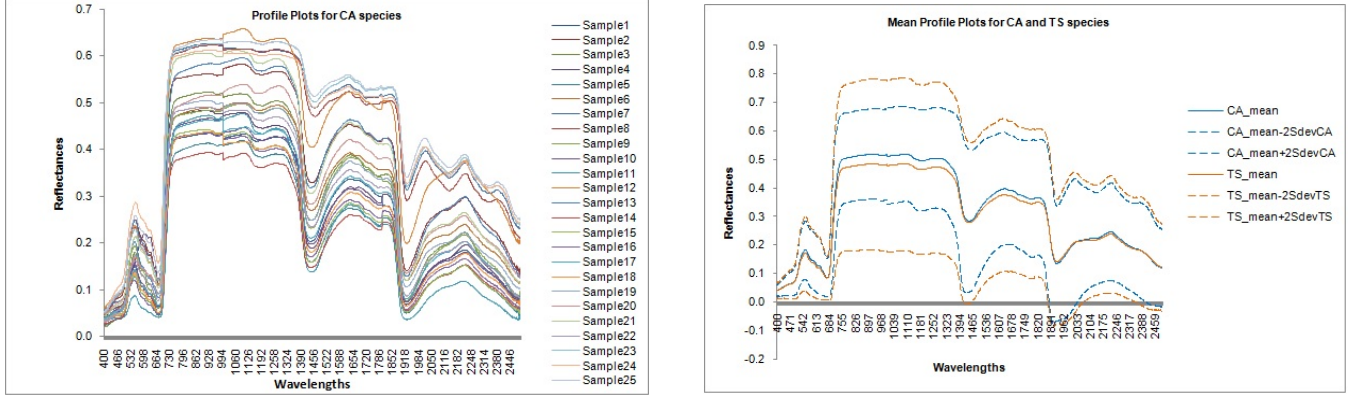 Profile Plots for CA species
0.7
0.6
0.5
0.4
0.3
0.2
0.1
0.0
Reflectances
400 466 532 598 664 730 796 862 928 994 1060 1126 1192 1258 1324 1390 1456 1522 1588 1654 1720 1786 1852 1918 1984 2050 2116 2182 2248 2314 2380 2446
Wavelengths
Sample1
Sample2
Sample3
Sample4
Sample5
Sample6
Sample7
Sample8
Sample9
Sample10
Sample11
Sample12
Sample13
Sample14
Sample15
Sample16
Sample17
Sample18
Sample19
Sample20
Sample21
Sample22
Sample23
Sample24
Sample25
Mean Profile Plots for CA and TS species
0.9
0.8
0.7
0.6
0.5
0.4
0.3
0.2
0.1
0.0
-0.1
-0.2
Reflectances
400 471 542 613 684 755 826 897 968 1039 1110 1181 1252 1323 1394 1465 1536 1607 1678 1749 1820 1891 1962 2033 2104 2175 2246 2317 2388 2459
Wavelengths
CA_mean
CA_mean-2SdevCA
CA_mean+2SdevCA
TS_mean
TS_mean-2SdevTS
TS_mean+2SdevTS